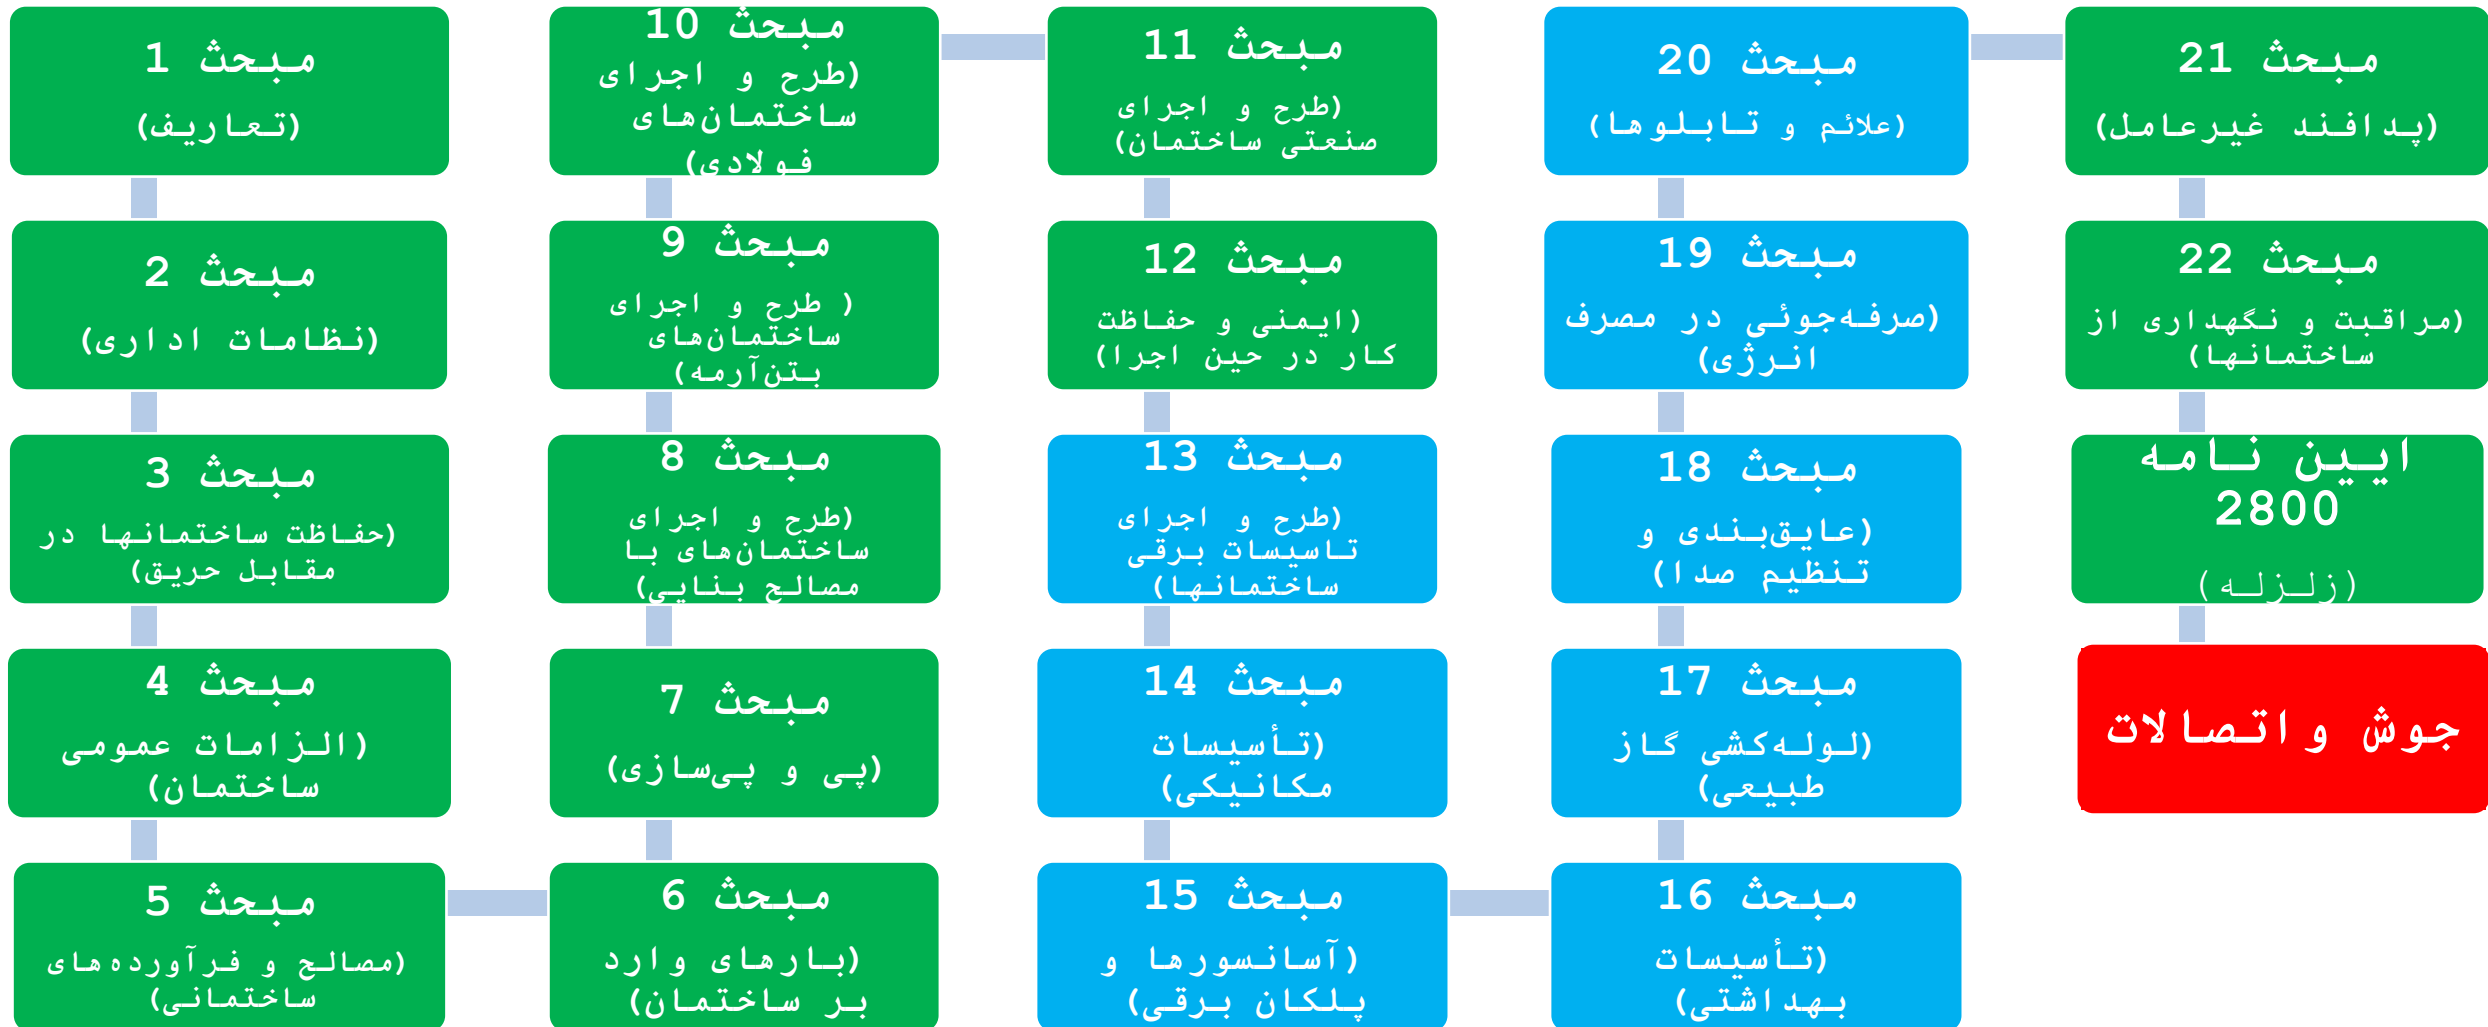 مبحث 1
(تعاریف)
مبحث 2
(نظامات اداری)
مبحث 3
(حفاظت ساختمانها در
مقابل حریق)
مبحث 4
(الزامات عمومی
ساختمان)
مبحث 5
(مصالح و فرآورده‌های
ساختمانی)
مبحث 6
(بارهای وارد
بر ساختمان)
مبحث 7
(پی و پی‌سازی)
مبحث 8
(طرح و اجرای
ساختمان‌های با
مصالح بنایی)
مبحث 9
( طرح و اجرای
ساختمان‌های
بتن‌آرمه)
مبحث 10
(طرح و اجرای
ساختمان‌های
فولادی)
مبحث 11
(طرح و اجرای
صنعتی ساختمان)
مبحث 12
(ایمنی و حفاظت
کار در حین اجرا)
مبحث 13
(طرح و اجرای
تاسیسات برقی
ساختمانها)
مبحث 14
(تأسیسات
مکانیکی)
مبحث 15
(آسانسورها و
پلکان برقی)
مبحث 16
(تأسیسات
بهداشتی)
مبحث 17
(لوله‌کشی گاز
طبیعی)
مبحث 18
(عایق‌بندی و
تنظیم صدا)
مبحث 19
(صرفه‌جوئی در مصرف
انرژی)
مبحث 20
(علائم و تابلوها)
مبحث 21
(پدافند غیرعامل)
مبحث 22
(مراقبت و نگهداری از
ساختمانها)
ایین نامه
2800
(زلزله)
جوش واتصالات